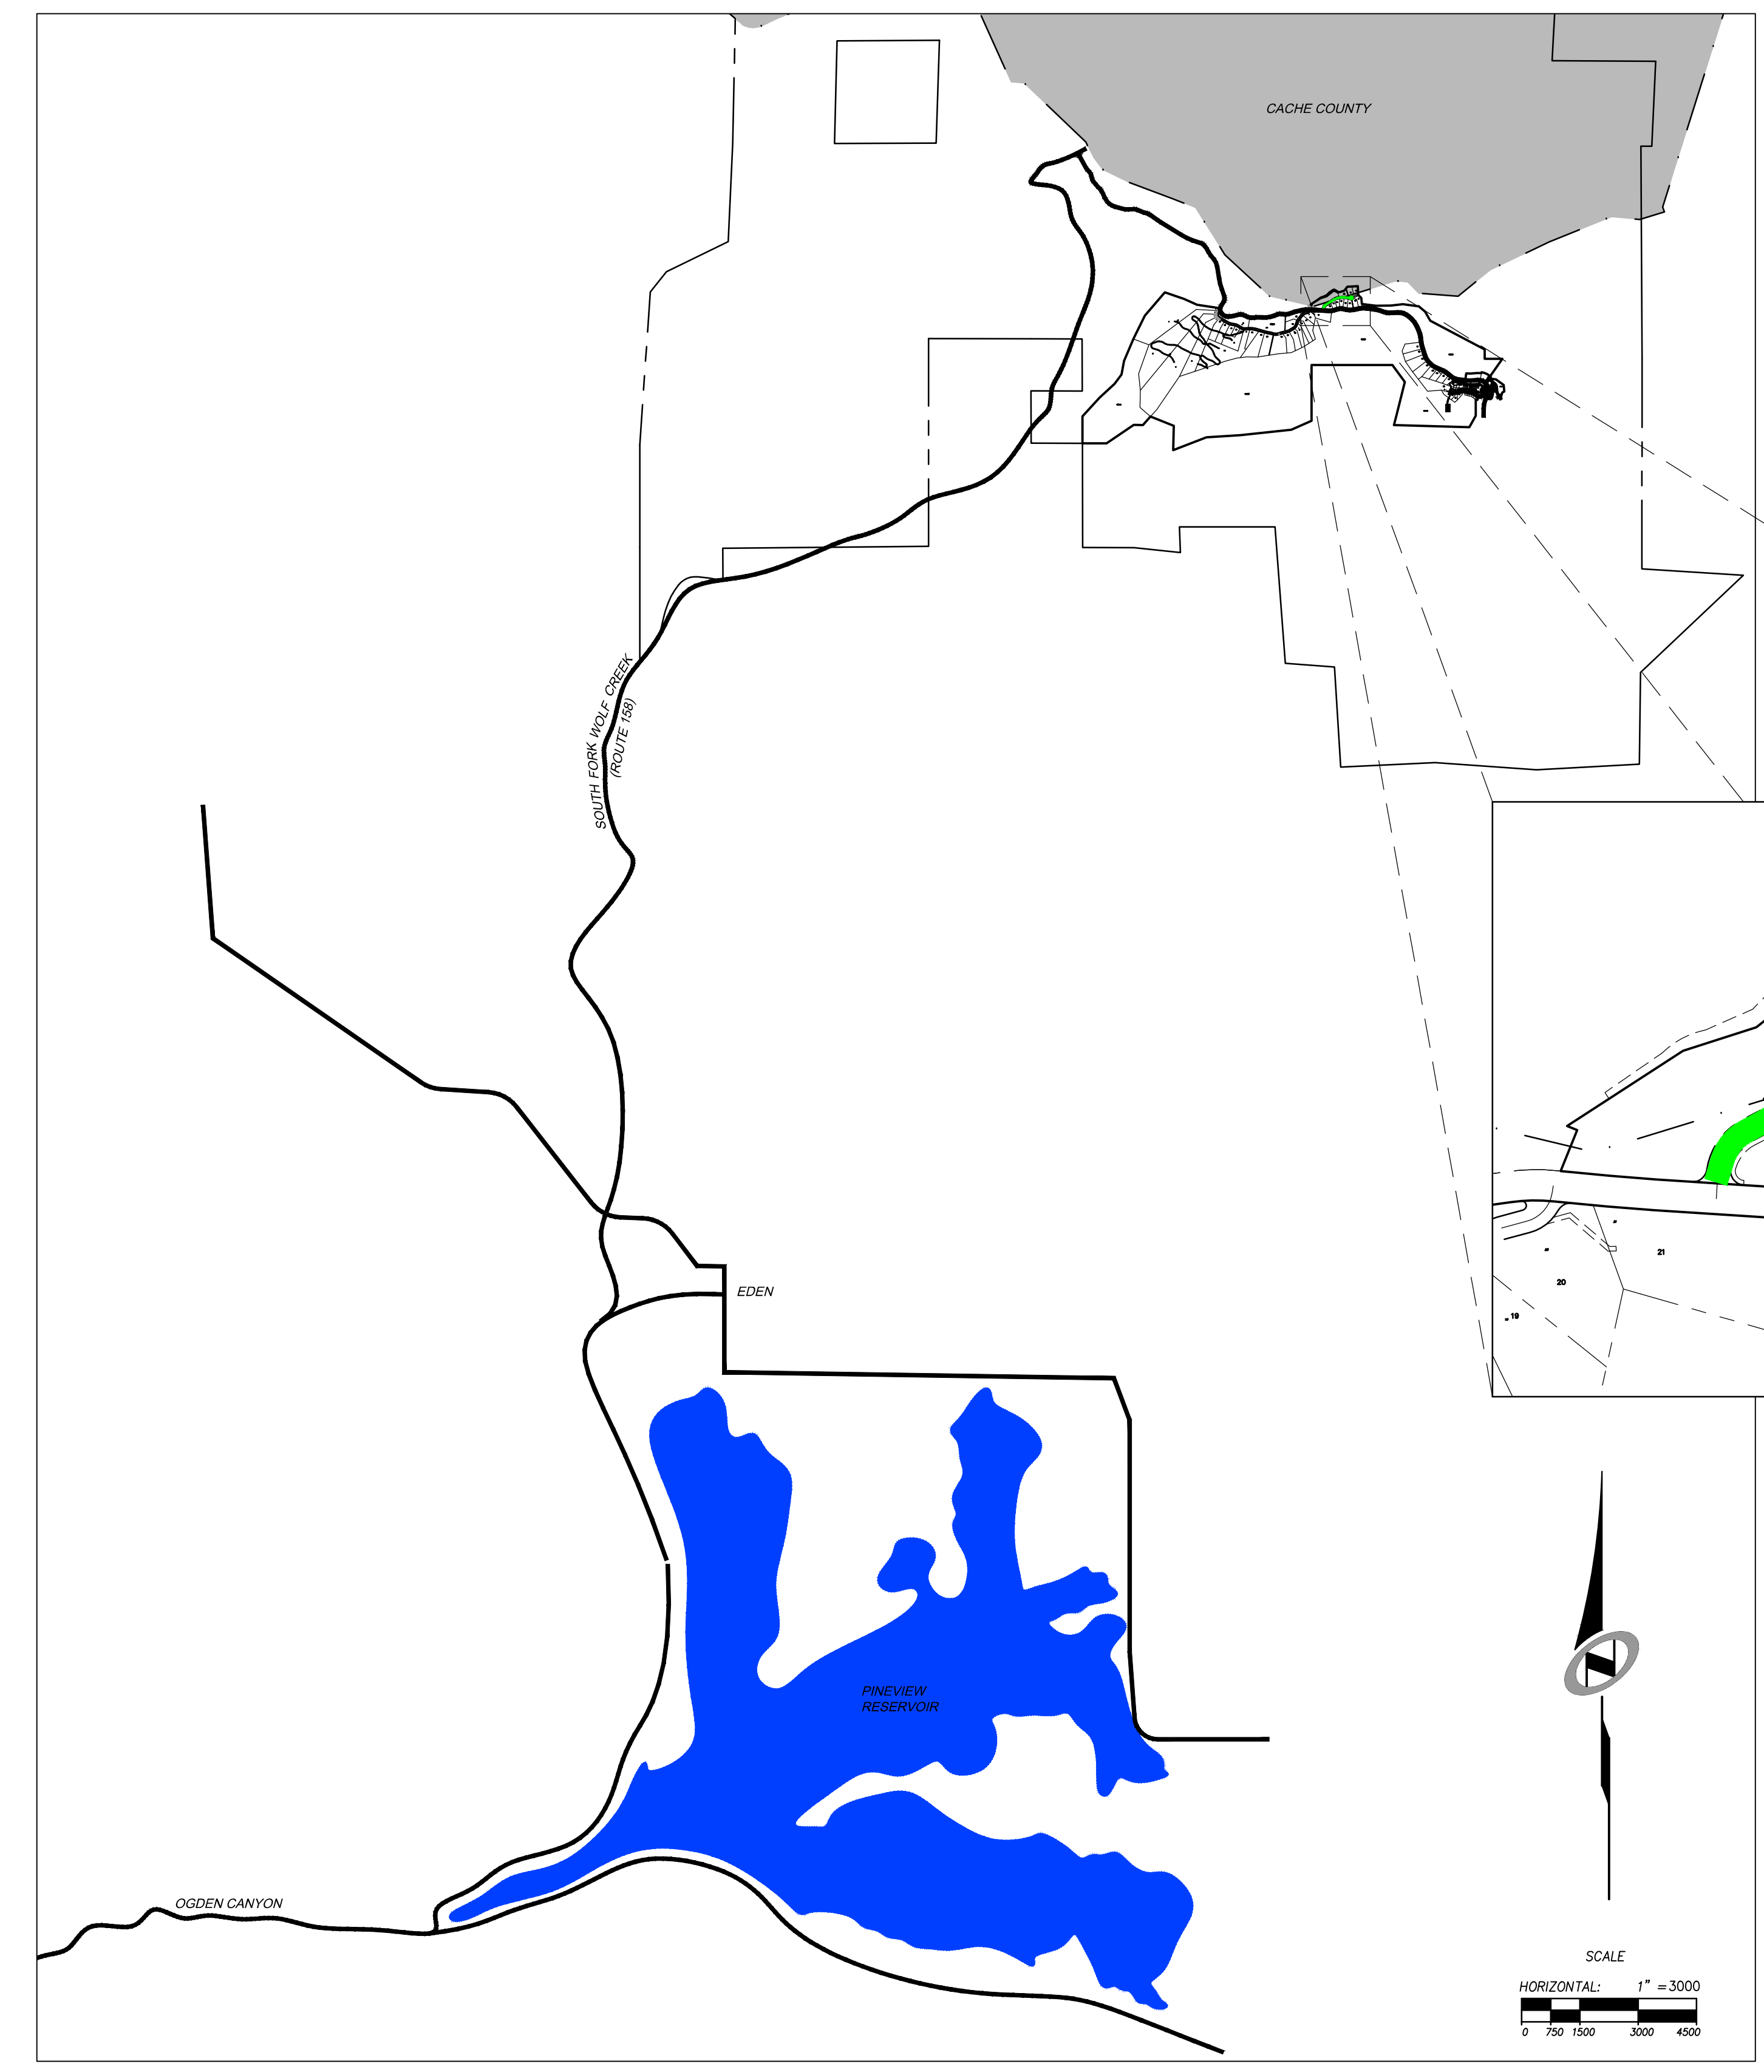 CACHE COUNTY
SOUTH FORK WOLF CREEK
(ROUTE 158)
21
20
19
EDEN
PINEVIEW
RESERVOIR
OGDEN CANYON
N
SCALE
HORIZONTAL: 1" =3000
0 750 1500 3000 4500